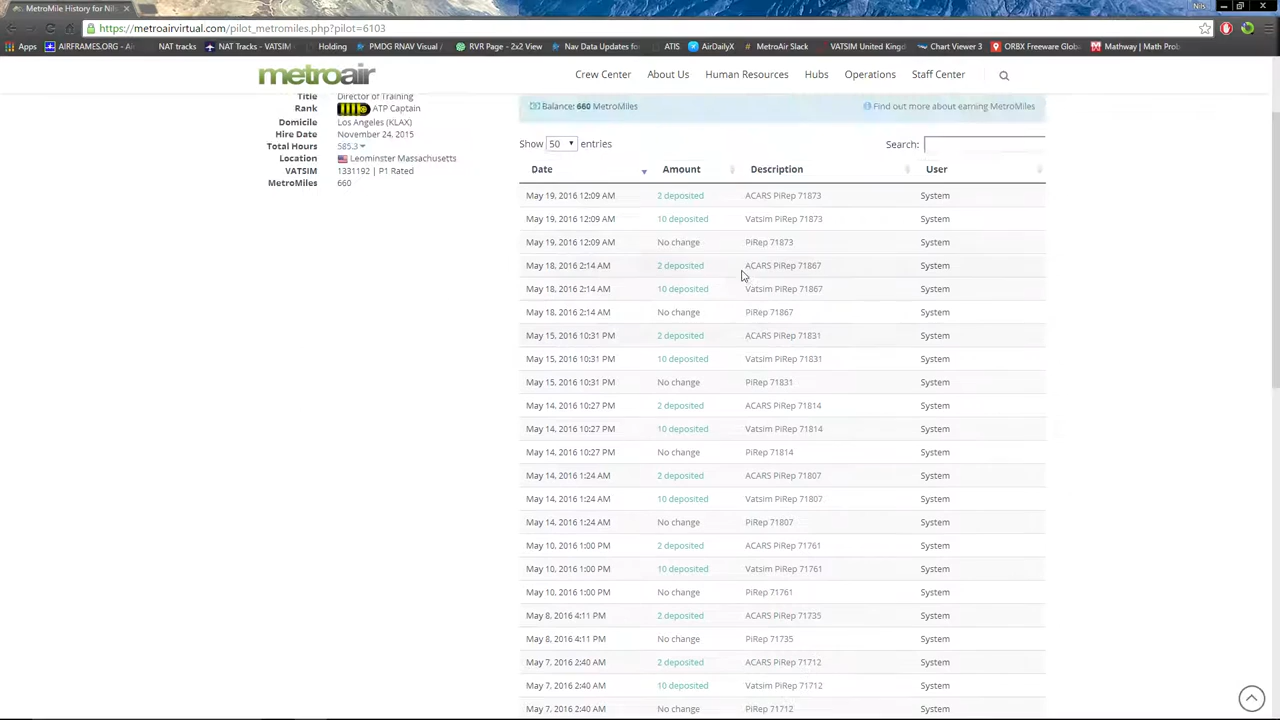 MetroMile History for Nil
Nils
https://metroairvirtual.com/pilot_metromiles.php?pilot=6103
Apps AIRFRAMES.ORG - Ai NAT tracks NAT Tracks - VATSIM Holding PMDG RNAV Visual / RVR Page - 2x2 View Nav Data Updates for ATIS AirDailyX MetroAir Slack VATSIM United King Chart Viewer 3 ORBX Freeware Glob Mathway | Math Prob
metroair Crew Center About Us Human Resources Hubs Operations Staff Center
Title Director of Training
Rank ATP Captain
Domicile Los Angeles (KLAX)
Hire Date November 24, 2015
Total Hours 585.3
Location Leominster Massachusetts
VATSIM 1331192 | P1 Rated
MetroMiles 660
Balance: 660 MetroMiles Find out more about earning MetroMiles
Show 50 entries Search:
Date Amount Description User
May 19, 2016 12:09 AM 2 deposited ACARS PiRep 71873 System
May 19, 2016 12:09 AM 10 deposited Vatsim PiRep 71873 System
May 19, 2016 12:09 AM No change PiRep 71873 System
May 18, 2016 2:14 AM 2 deposited ACARS PiRep 71867 System
May 18, 2016 2:14 AM 10 deposited Vatsim PiRep 71867 System
May 18, 2016 2:14 AM No change PiRep 71867 System
May 15, 2016 10:31 PM 2 deposited ACARS PiRep 71831 System
May 15, 2016 10:31 PM 10 deposited Vatsim PiRep 71831 System
May 15, 2016 10:31 PM No change PiRep 71831 System
May 14, 2016 10:27 PM 2 deposited ACARS PiRep 71814 System
May 14, 2016 10:27 PM 10 deposited Vatsim PiRep 71814 System
May 14, 2016 10:27 PM No change PiRep 71814 System
May 14, 2016 1:24 AM 2 deposited ACARS PiRep 71807 System
May 14, 2016 1:24 AM 10 deposited Vatsim PiRep 71807 System
May 14, 2016 1:24 AM No change PiRep 71807 System
May 10, 2016 1:00 PM 2 deposited ACARS PiRep 71761 System
May 10, 2016 1:00 PM 10 deposited Vatsim PiRep 71761 System
May 10, 2016 1:00 PM No change PiRep 71761 System
May 8, 2016 4:11 PM 2 deposited ACARS PiRep 71735 System
May 8, 2016 4:11 PM No change PiRep 71735 System
May 7, 2016 2:40 AM 2 deposited ACARS PiRep 71712 System
May 7, 2016 2:40 AM 10 deposited Vatsim PiRep 71712 System
May 7, 2016 2:40 AM No change PiRep 71712 System